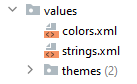 values
colors.xml
strings.xml
themes (2)